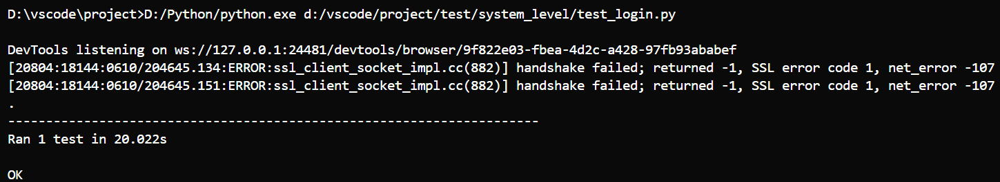 D:\vscode\project>D:/Python/python.exe d:/vscode/project/test/system_level/test_login.py
DevTools listening on ws://127.0.0.1:24481/devtools/browser/9f822e03-fbea-4d2c-a428-97fb93ababef
[20804:18144:0610/204645.134:ERROR:ssl_client_socket_impl.cc(882)] handshake failed; returned -1, SSL error code 1, net_error -107
[20804:18144:0610/204645.151:ERROR:ssl_client_socket_impl.cc(882)] handshake failed; returned -1, SSL error code 1, net_error -107
.
----------------------------------------------------------------------
Ran 1 test in 20.022s
OK